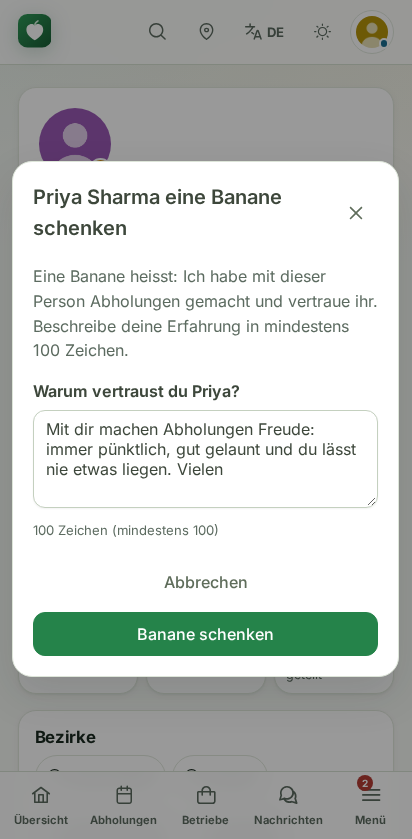 DE
Priya Sharma eine Banane
schenken
Eine Banane heisst: Ich habe mit dieser
Person Abholungen gemacht und vertraue ihr.
Beschreibe deine Erfahrung in mindestens
100 Zeichen.
Warum vertraust du Priya?
Mit dir machen Abholungen Freude:
immer pünktlich, gut gelaunt und du lässt
nie etwas liegen. Vielen
100 Zeichen (mindestens 100)
Abbrechen
Banane schenken
geteilt
Bezirke
2
Übersicht Abholungen Betriebe Nachrichten Menü